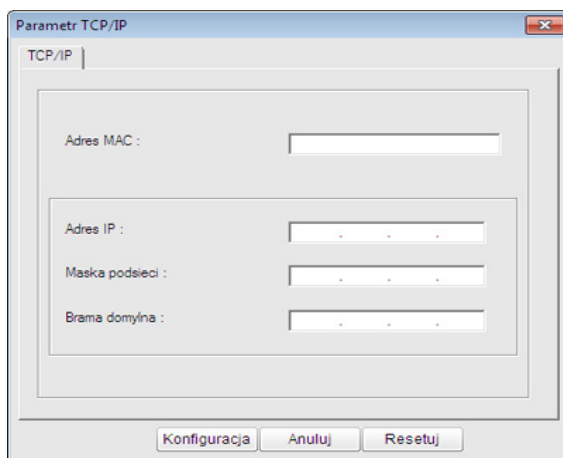 Parametr TCP/IP
TCP/IP
Adres MAC :
Adres IP :
. . .
Maska podsieci :
. . .
Brama domylna :
. . .
Konfiguracja Anuluj Resetuj